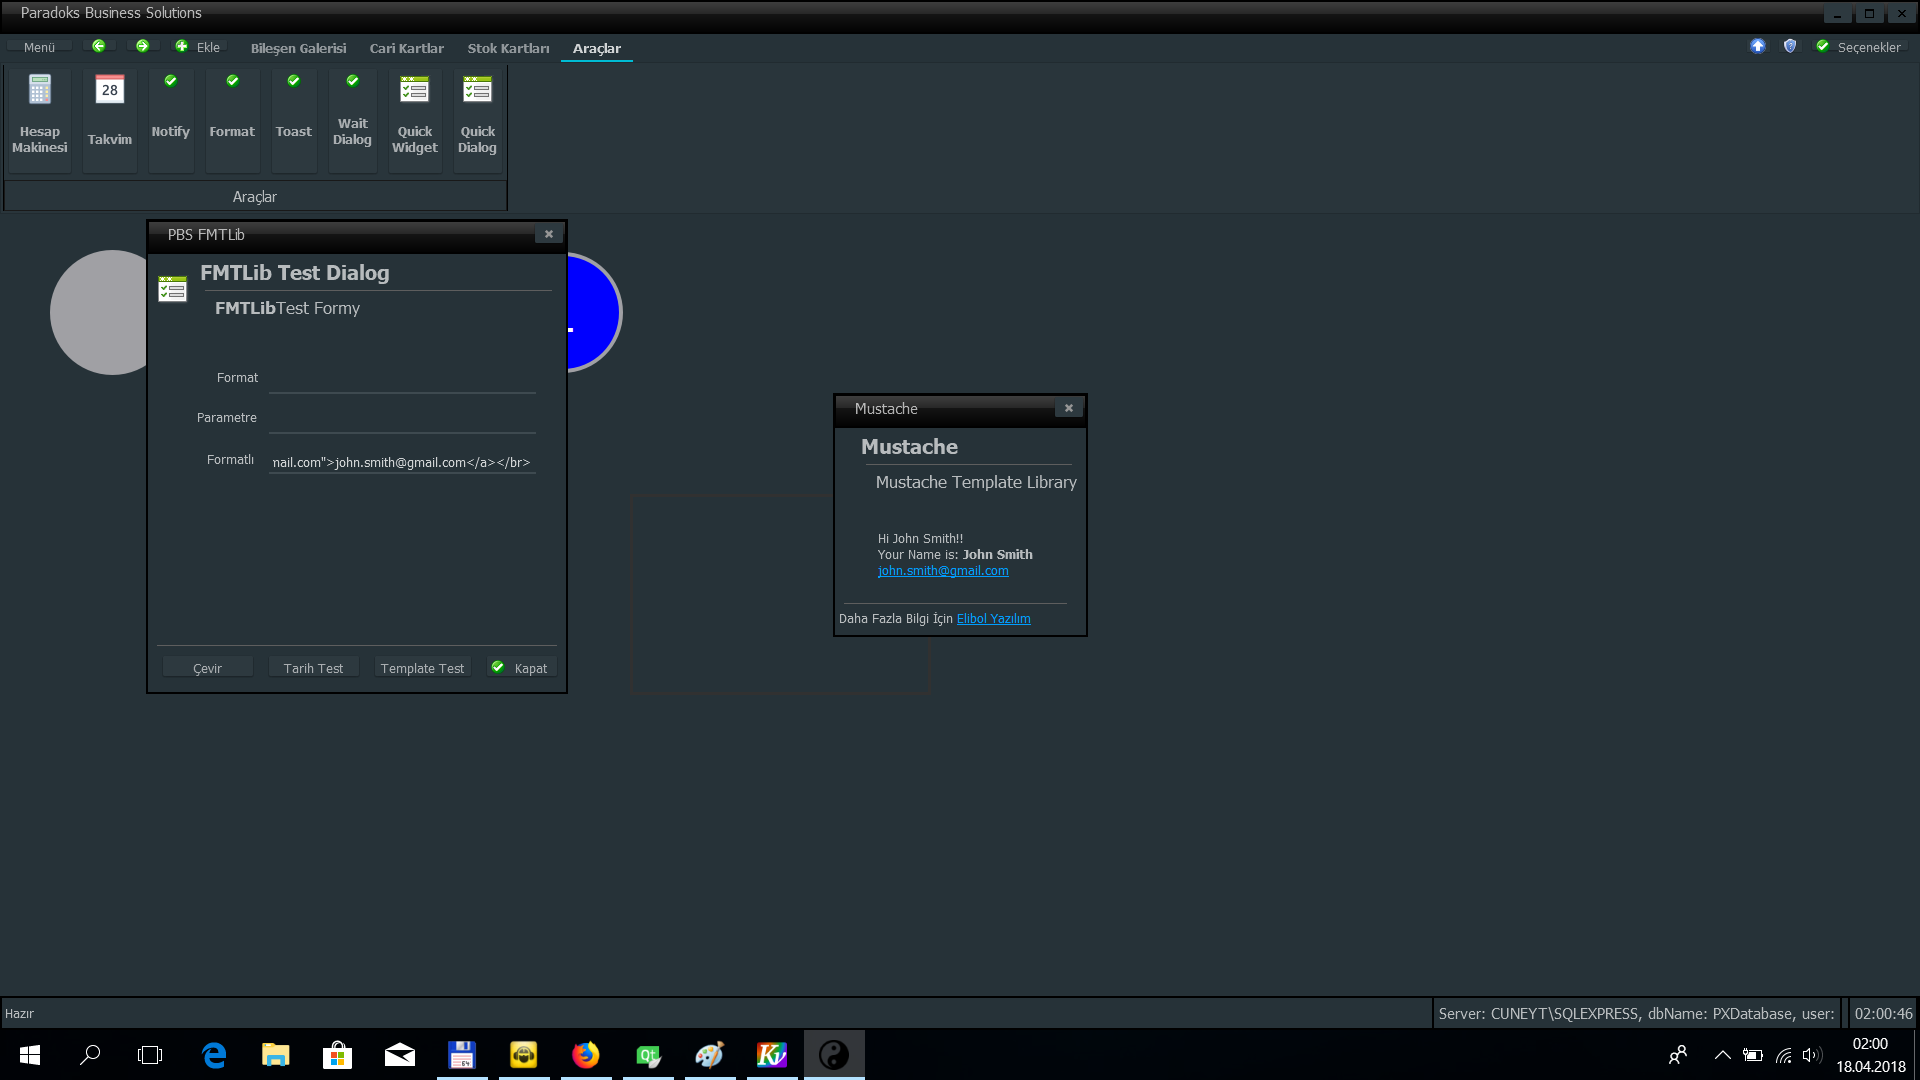 Paradoks Business Solutions
Menü
Ekle
Bileşen Galerisi
Cari Kartlar
Stok Kartları
Araçlar
Seçenekler
Hesap Makinesi
28
Takvim
Notify
Format
Toast
Wait Dialog
Quick Widget
Quick Dialog
Araçlar
PBS FMTLib
FMTLib Test Dialog
FMTLibTest Formy
Format
Parametre
Formatlı
nail.com">john.smith@gmail.com</a></br>
Çevir
Tarih Test
Template Test
Kapat
Mustache
Mustache
Mustache Template Library
Hi John Smith!!
Your Name is: John Smith
john.smith@gmail.com
Daha Fazla Bilgi İçin Elibol Yazılım
Hazır
Server: CUNEYT\SQLEXPRESS, dbName: PXDatabase, user:
02:00:46
64
Qt
Kv
02:00
18.04.2018